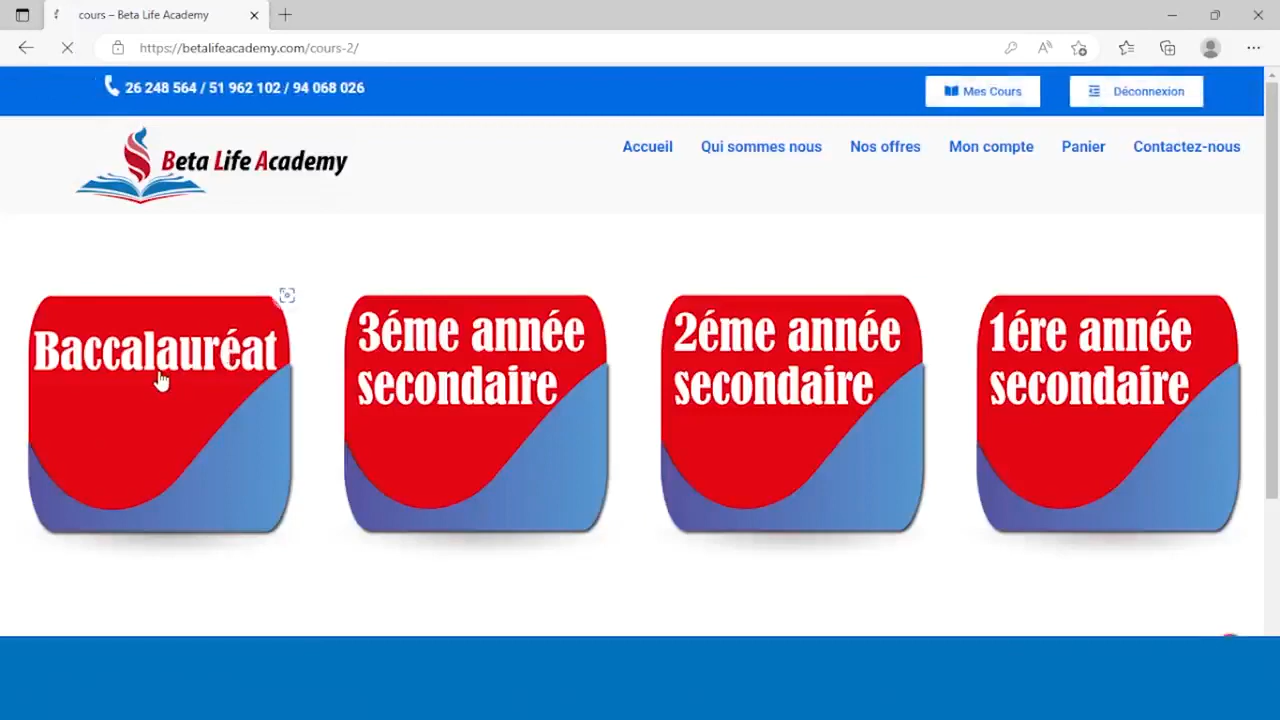 cours – Beta Life Academy
https://betalifeacademy.com/cours-2/
26 248 564 / 51 962 102 / 94 068 026
Mes Cours
Déconnexion
Beta Life Academy
Accueil
Qui sommes nous
Nos offres
Mon compte
Panier
Contactez-nous
Baccalauréat
3éme année
secondaire
2éme année
secondaire
1ére année
secondaire